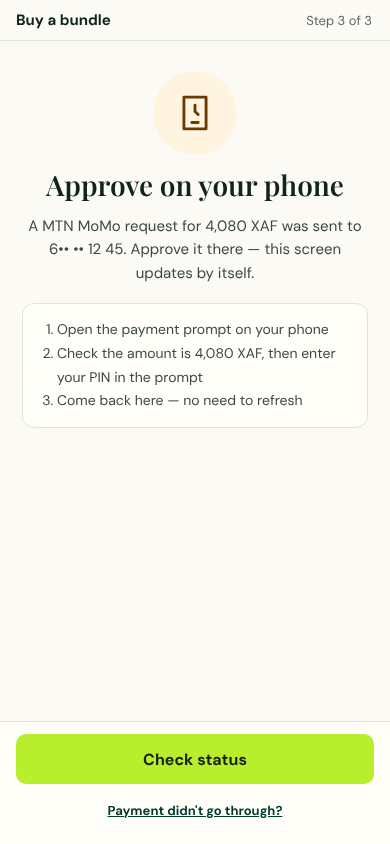 Buy a bundle
Step 3 of 3
Approve on your phone
A MTN MoMo request for 4,080 XAF was sent to
6•• •• 12 45. Approve it there — this screen
updates by itself.
1. Open the payment prompt on your phone
2. Check the amount is 4,080 XAF, then enter
your PIN in the prompt
3. Come back here — no need to refresh
Check status
Payment didn't go through?